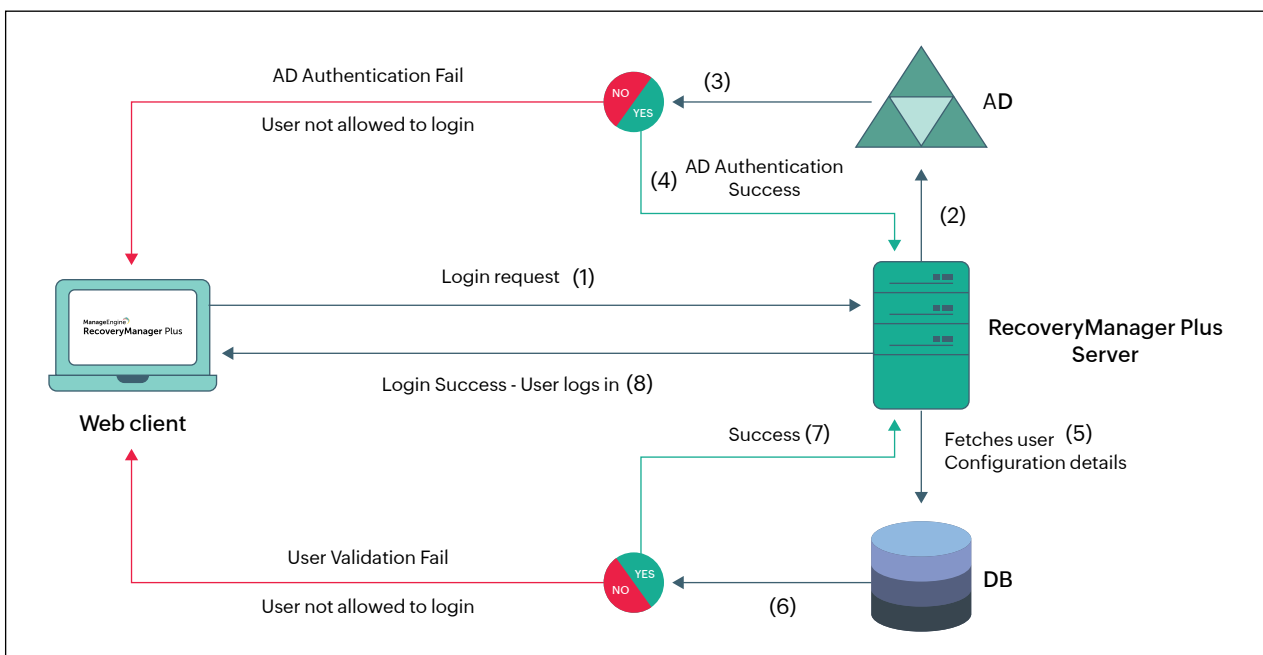 AD Authentication Fail
User not allowed to login
NO
YES
(3)
AD
(4)
AD Authentication
Success
(2)
Login request (1)
ManageEngine
RecoveryManager Plus
RecoveryManager Plus
Server
Login Success - User logs in (8)
Web client
Success (7)
Fetches user (5)
Configuration details
User Validation Fail
User not allowed to login
YES
NO
(6)
DB